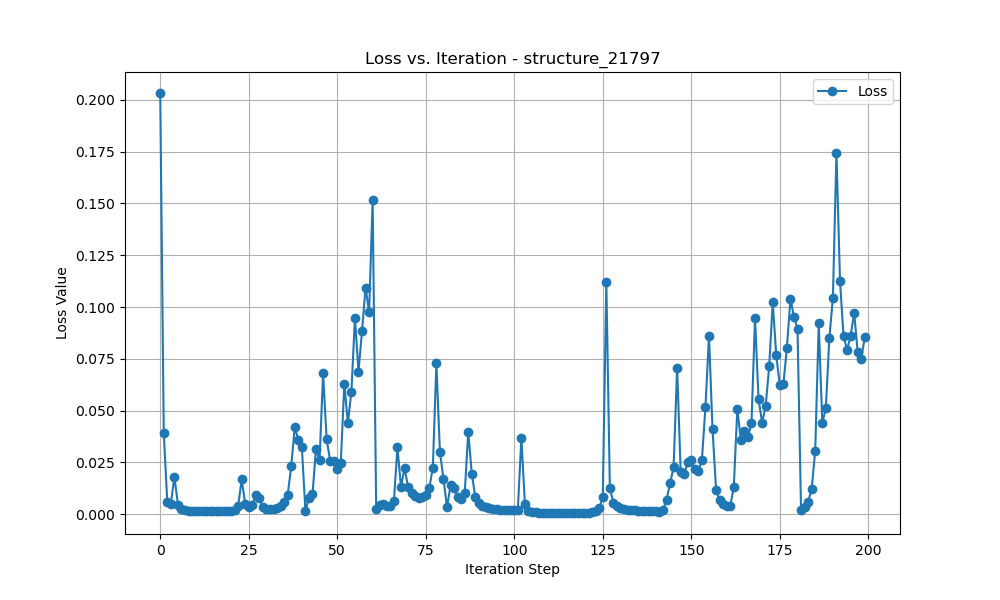 Loss vs. Iteration - structure_21797
Loss
0.200
0.175
0.150
0.125
0.100
0.075
0.050
0.025
0.000
Loss Value
0 25 50 75 100 125 150 175 200
Iteration Step